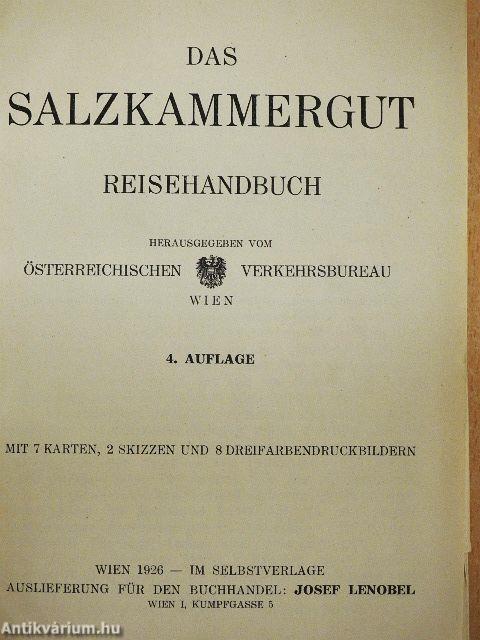 DAS
SALZKAMMERGUT
REISEHANDBUCH
HERAUSGEGEBEN VOM
ÖSTERREICHISCHEN VERKEHRSBUREAU
WIEN
4. AUFLAGE
MIT 7 KARTEN, 2 SKIZZEN UND 8 DREIFARBENDRUCKBILDERN
WIEN 1926 — IM SELBSTVERLAGE
AUSLIEFERUNG FÜR DEN BUCHHANDEL: JOSEF LENOBEL
WIEN I, KUMPFGASSE 5
Antikvárium.hu